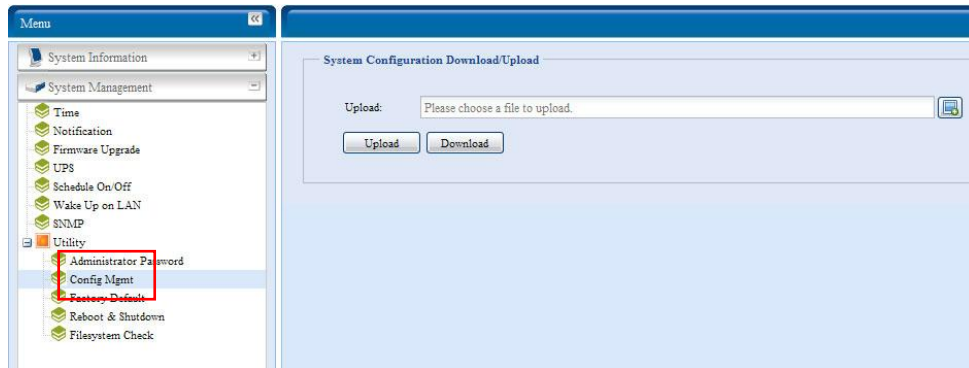 Menu
System Information
System Management
Time
Notification
Firmware Upgrade
UPS
Schedule On/Off
Wake Up on LAN
SNMP
Utility
Administrator Password
Config Mgmt
Factory Default
Reboot & Shutdown
Filesystem Check
System Configuration Download/Upload
Upload: Please choose a file to upload.
Upload Download